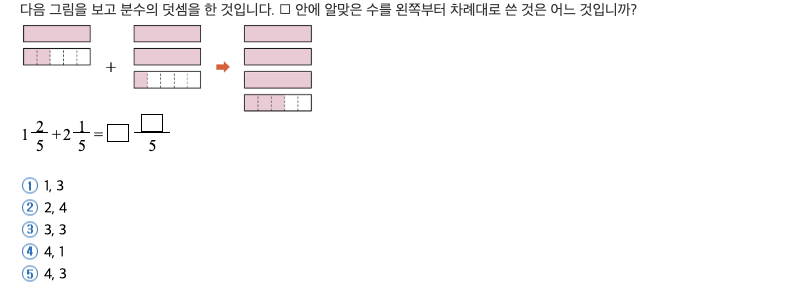 다음 그림을 보고 분수의 덧셈을 한 것입니다. □ 안에 알맞은 수를 왼쪽부터 차례대로 쓴 것은 어느 것입니까?
+
1 2/5 + 2 1/5 = □ □/5
① 1, 3
② 2, 4
③ 3, 3
④ 4, 1
⑤ 4, 3